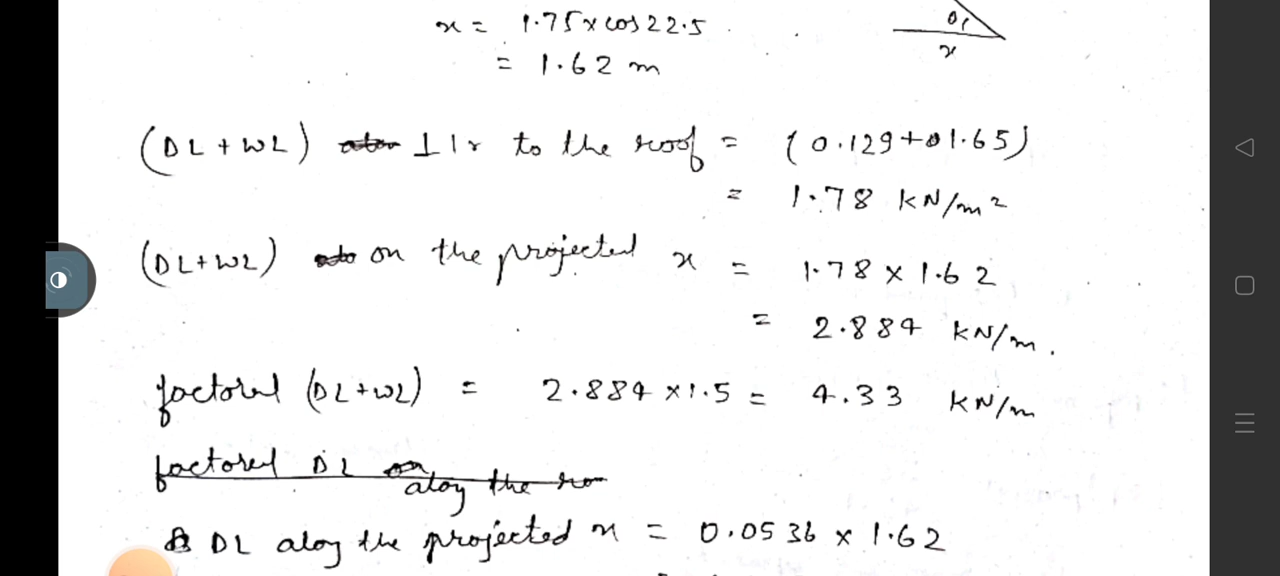 x = 1.75 x cos 22.5
θ1
x
= 1.62 m
(DL + WL) ⊥lr to the roof = (0.129 + 1.65)
= 1.78 kN/m²
(DL + WL) on the projected x = 1.78 x 1.62
= 2.884 kN/m.
factored (DL + WL) = 2.884 x 1.5 = 4.33 kN/m
factored DL along the roo
DL along the projected x = 0.0536 x 1.62